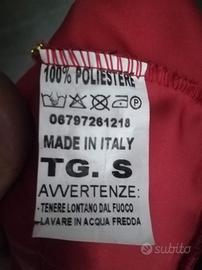 100% POLIESTERE
06797261218
MADE IN ITALY
TG. S
AVVERTENZE:
- TENERE LONTANO DAL FUOCO
- LAVARE IN ACQUA FREDDA
subito